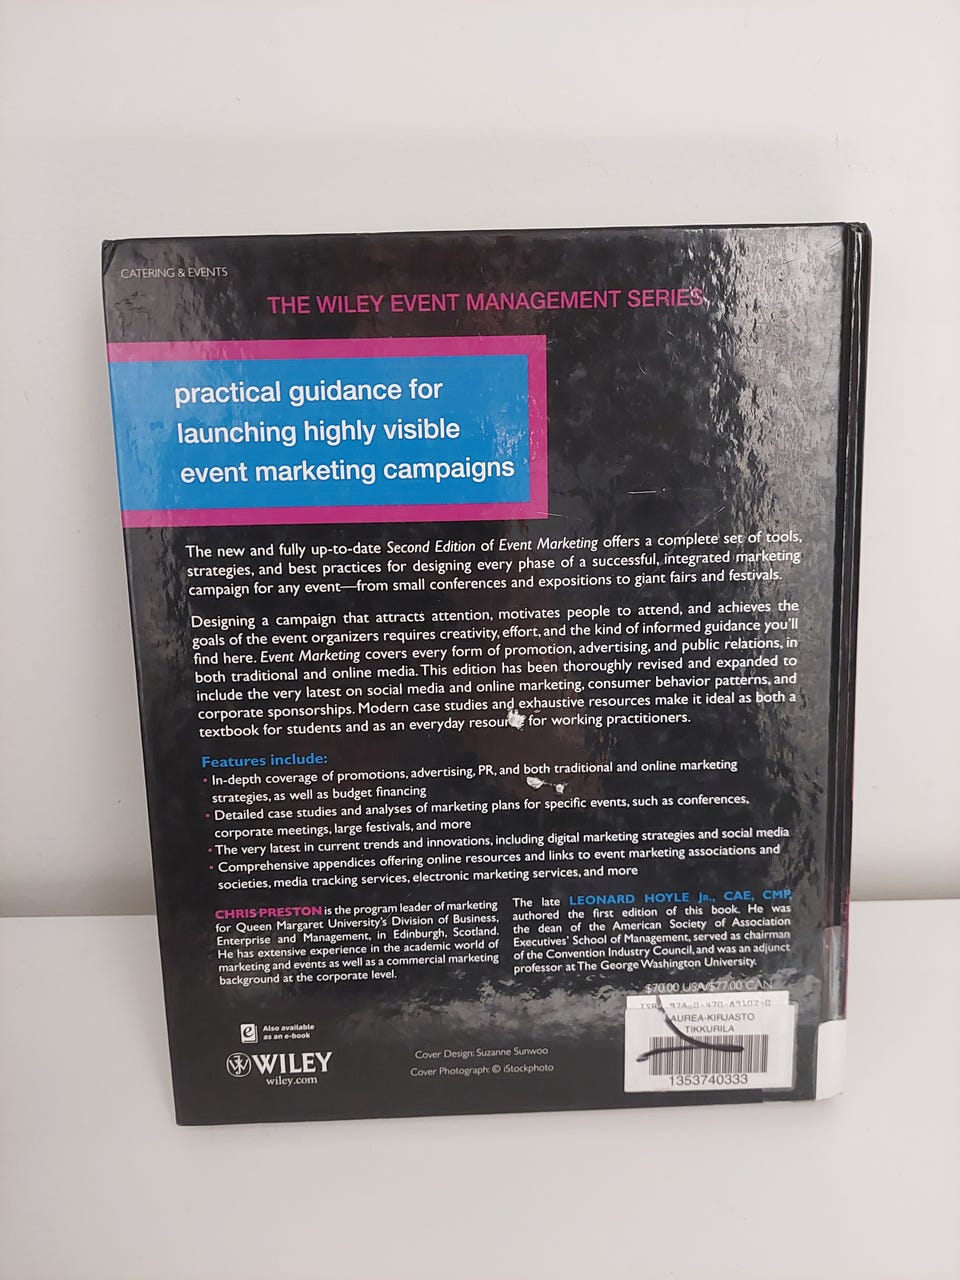 CATERING & EVENTS
THE WILEY EVENT MANAGEMENT SERIES
practical guidance for
launching highly visible
event marketing campaigns
The new and fully up-to-date Second Edition of Event Marketing offers a complete set of tools,
strategies, and best practices for designing every phase of a successful, integrated marketing
campaign for any event—from small conferences and expositions to giant fairs and festivals.
Designing a campaign that attracts attention, motivates people to attend, and achieves the
goals of the event organizers requires creativity, effort, and the kind of informed guidance you'll
find here. Event Marketing covers every form of promotion, advertising, and public relations, in
both traditional and online media. This edition has been thoroughly revised and expanded to
include the very latest on social media and online marketing, consumer behavior patterns, and
corporate sponsorships. Modern case studies and exhaustive resources make it ideal as both a
textbook for students and as an everyday resource for working practitioners.
Features include:
• In-depth coverage of promotions, advertising, PR, and both traditional and online marketing
strategies, as well as budget financing
• Detailed case studies and analyses of marketing plans for specific events, such as conferences,
corporate meetings, large festivals, and more
• The very latest in current trends and innovations, including digital marketing strategies and social media
• Comprehensive appendices offering online resources and links to event marketing associations and
societies, media tracking services, electronic marketing services, and more
CHRIS PRESTON is the program leader of marketing
for Queen Margaret University's Division of Business,
Enterprise and Management, in Edinburgh, Scotland.
He has extensive experience in the academic world of
marketing and events as well as a commercial marketing
background at the corporate level.
The late LEONARD HOYLE JR., CAE, CMP,
authored the first edition of this book. He was
the dean of the American Society of Association
Executives' School of Management, served as chairman
of the Convention Industry Council, and was an adjunct
professor at The George Washington University.
$70.00 USA/$77.00 CAN
e
Also available
as an e-book
WILEY
wiley.com
Cover Design: Suzanne Sunwoo
Cover Photograph: © iStockphoto
AUREA-KIRJASTO
TIKKURILA
1353740333